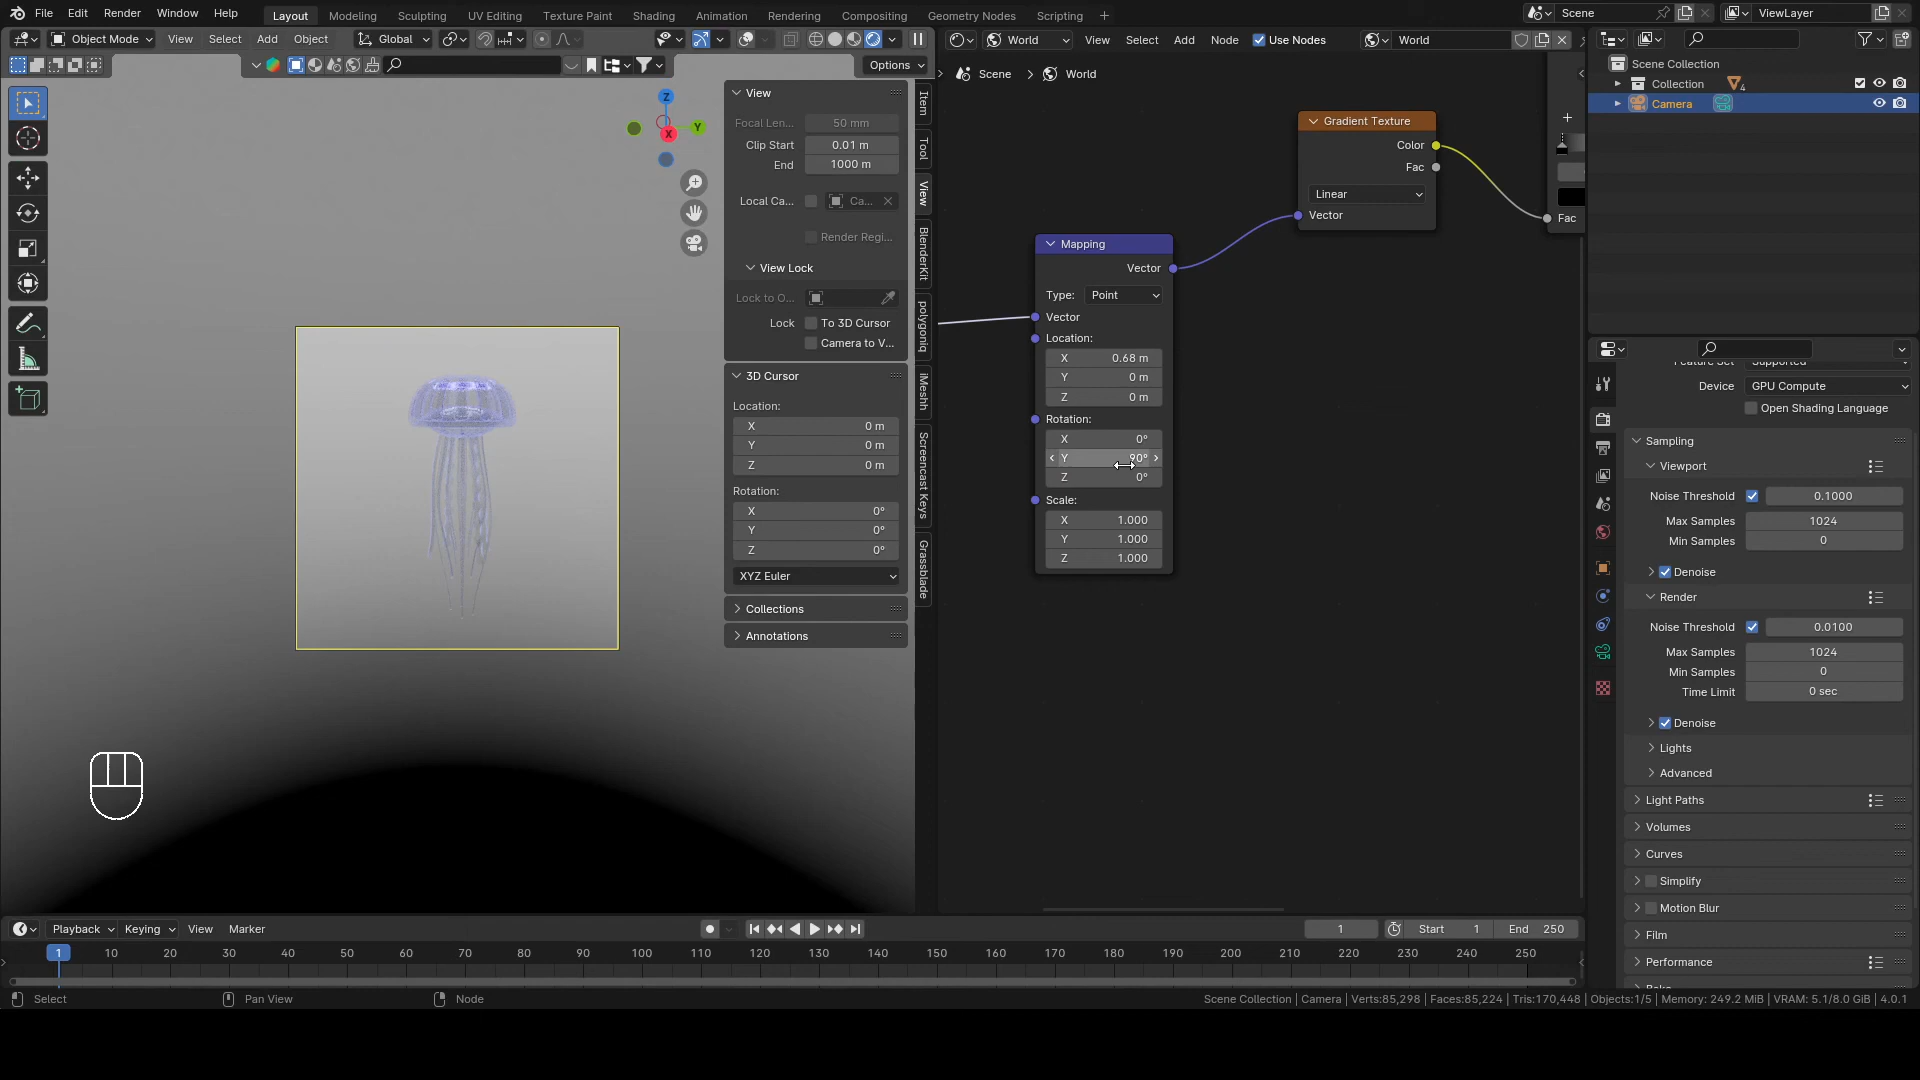 File Edit Render Window Help Layout Modeling Sculpting UV Editing Texture Paint Shading Animation Rendering Compositing Geometry Nodes Scripting + Scene ViewLayer
Object Mode View Select Add Object Global World View Select Add Node Use Nodes World
Options
Scene > World
Scene Collection
Collection 4
Camera
View
Focal Len... 50 mm
Clip Start 0.01 m
End 1000 m
Local Ca... Ca...
Render Regi...
View Lock
Lock to O...
Lock To 3D Cursor
Camera to V...
3D Cursor
Location:
X 0 m
Y 0 m
Z 0 m
Rotation:
X 0°
Y 0°
Z 0°
XYZ Euler
Collections
Annotations
Z
Y
X
Item
Tool
View
BlenderKit
polygoniq
iMeshh
Screencast Keys
Grassblade
Mapping
Vector
Type: Point
Vector
Location:
X 0.68 m
Y 0 m
Z 0 m
Rotation:
X 0°
Y 90°
Z 0°
Scale:
X 1.000
Y 1.000
Z 1.000
Gradient Texture
Color
Fac
Linear
Vector
Fac
Device GPU Compute
Open Shading Language
Sampling
Viewport
Noise Threshold 0.1000
Max Samples 1024
Min Samples 0
Denoise
Render
Noise Threshold 0.0100
Max Samples 1024
Min Samples 0
Time Limit 0 sec
Denoise
Lights
Advanced
Light Paths
Volumes
Curves
Simplify
Motion Blur
Film
Performance
Playback Keying View Marker 1 Start 1 End 250
1 10 20 30 40 50 60 70 80 90 100 110 120 130 140 150 160 170 180 190 200 210 220 230 240 250
Select Pan View Node Scene Collection | Camera | Verts:85,298 | Faces:85,224 | Tris:170,448 | Objects:1/5 | Memory: 249.2 MiB | VRAM: 5.1/8.0 GiB | 4.0.1